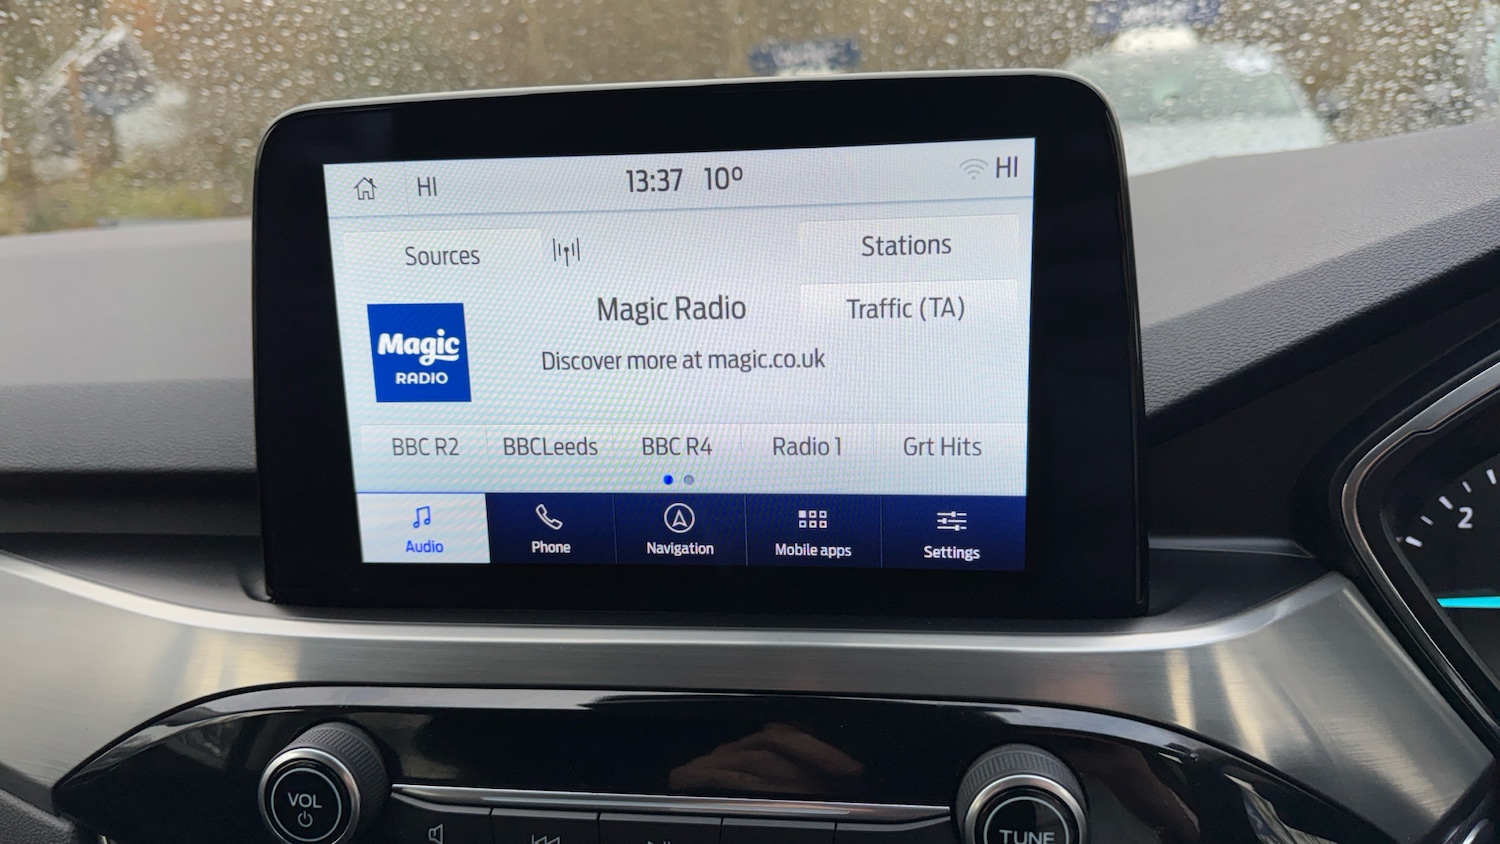 HI 13:37 10° HI
Sources Stations
Magic Radio Traffic (TA)
Magic
RADIO
Discover more at magic.co.uk
BBC R2 BBCLeeds BBC R4 Radio 1 Grt Hits
Audio Phone Navigation Mobile apps Settings
2
VOL
TUNE